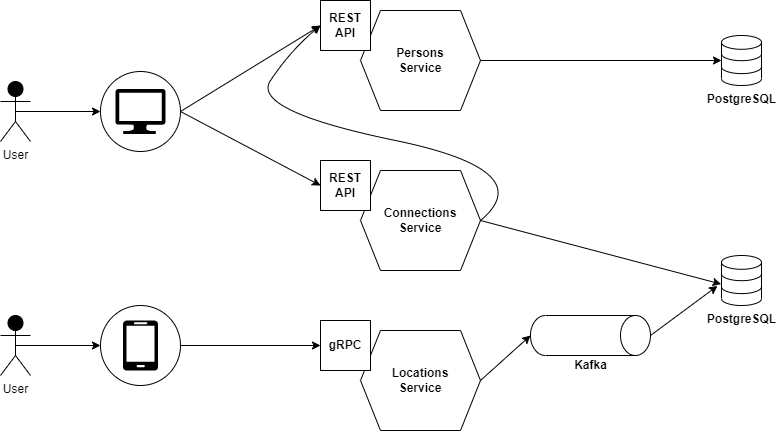 REST
API
Persons
Service
PostgreSQL
User
REST
API
Connections
Service
PostgreSQL
gRPC
Locations
Service
Kafka
User